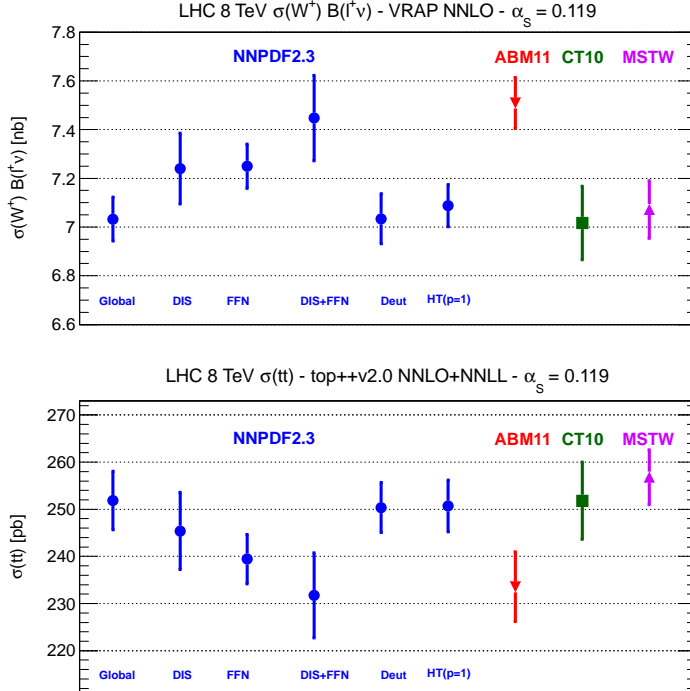 LHC 8 TeV σ(W⁺) B(l⁺ν) - VRAP NNLO - α_S = 0.119
σ(W⁺) B(l⁺ν) [nb]
7.8
7.6
7.4
7.2
7
6.8
6.6
NNPDF2.3 ABM11 CT10 MSTW
Global DIS FFN DIS+FFN Deut HT(p=1)
LHC 8 TeV σ(tt) - top++v2.0 NNLO+NNLL - α_S = 0.119
σ(tt) [pb]
270
260
250
240
230
220
NNPDF2.3 ABM11 CT10 MSTW
Global DIS FFN DIS+FFN Deut HT(p=1)